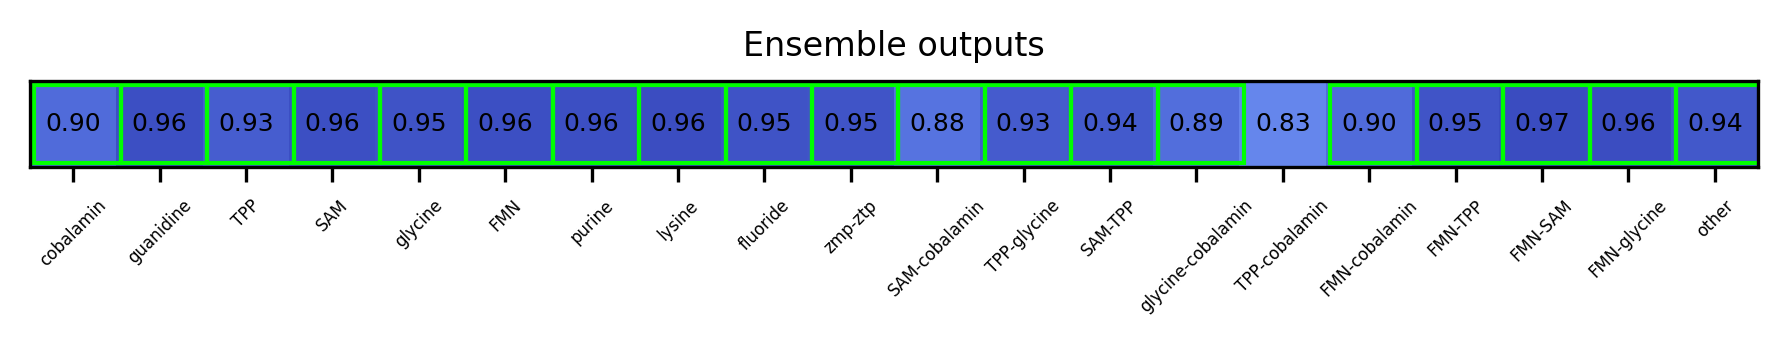 Ensemble outputs
0.90 0.96 0.93 0.96 0.95 0.96 0.96 0.96 0.95 0.95 0.88 0.93 0.94 0.89 0.83 0.90 0.95 0.97 0.96 0.94
cobalamin guanidine TPP SAM glycine FMN purine lysine fluoride zmp-ztp SAM-cobalamin TPP-glycine SAM-TPP glycine-cobalamin TPP-cobalamin FMN-cobalamin FMN-TPP FMN-SAM FMN-glycine other